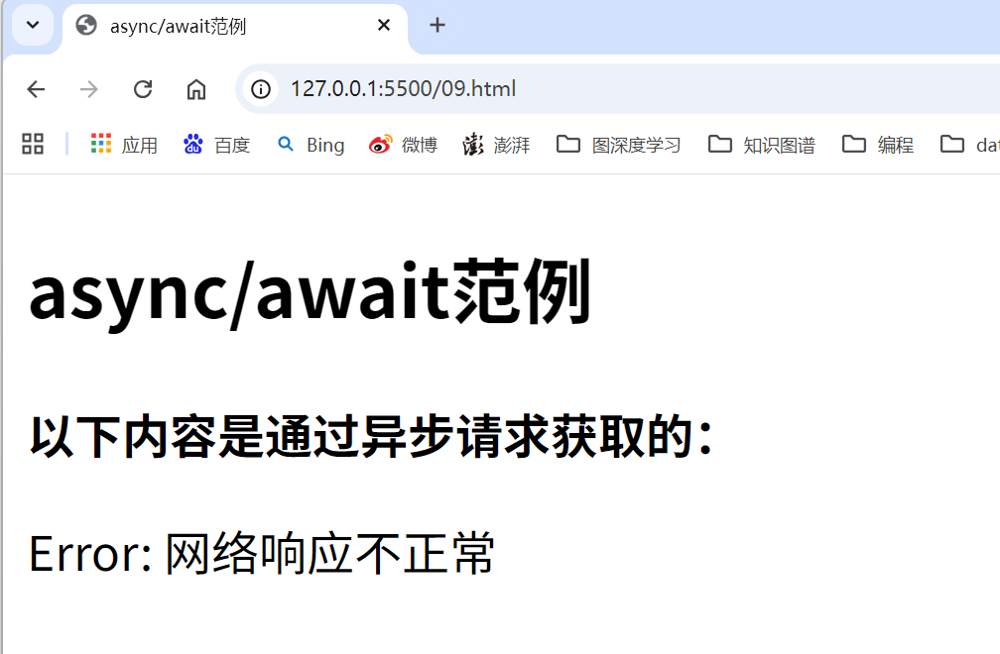 async/await范例
127.0.0.1:5500/09.html
应用 百度 Bing 微博 澎湃 图深度学习 知识图谱 编程 dat
async/await范例
以下内容是通过异步请求获取的：
Error: 网络响应不正常